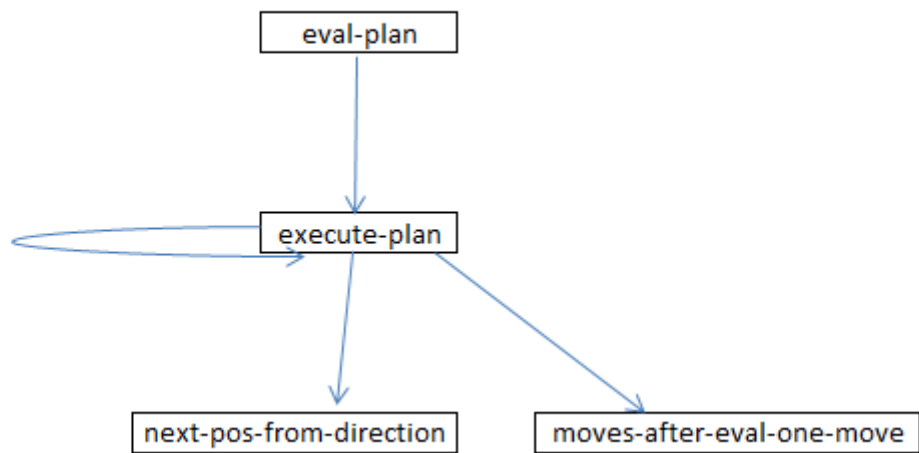 eval-plan
execute-plan
next-pos-from-direction
moves-after-eval-one-move